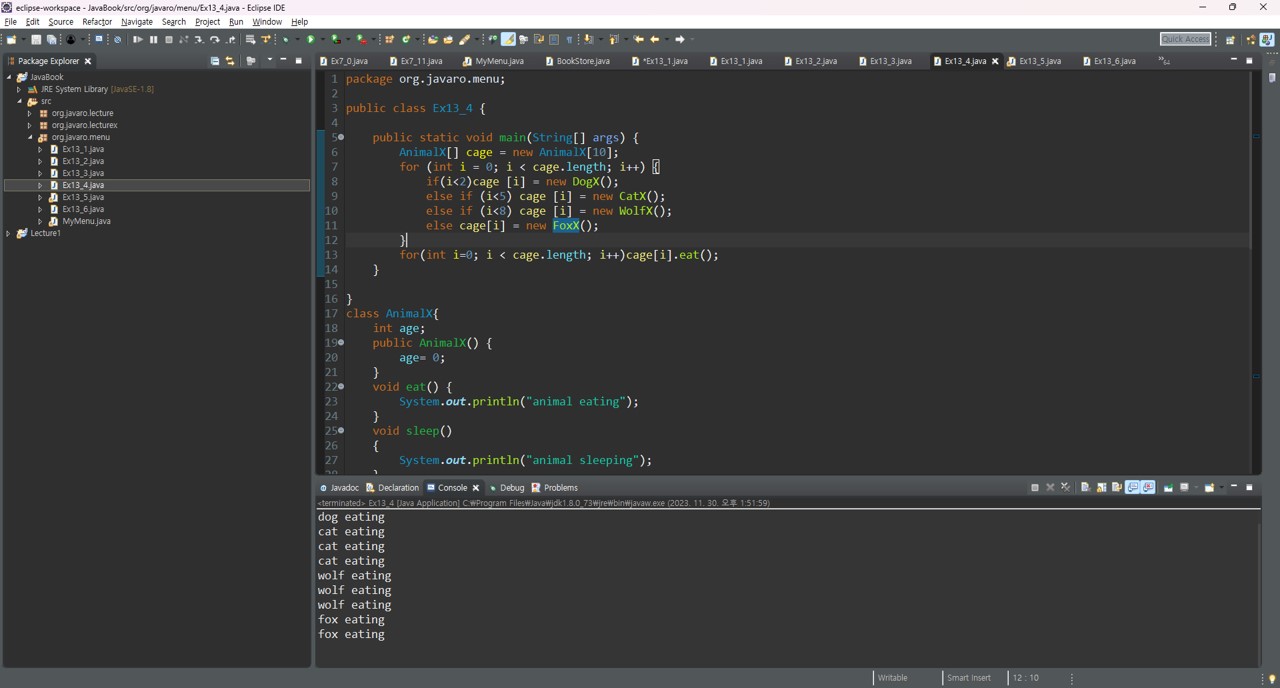 eclipse-workspace - JavaBook/src/org/javaro/menu/Ex13_4.java - Eclipse IDE
File Edit Source Refactor Navigate Search Project Run Window Help
Quick Access
Package Explorer
JavaBook
JRE System Library [JavaSE-1.8]
src
org.javaro.lecture
org.javaro.lecturex
org.javaro.menu
Ex13_1.java
Ex13_2.java
Ex13_3.java
Ex13_4.java
Ex13_5.java
Ex13_6.java
MyMenu.java
Lecture1
Ex7_0.java Ex7_11.java MyMenu.java BookStore.java *Ex13_1.java Ex13_1.java Ex13_2.java Ex13_3.java Ex13_4.java Ex13_5.java Ex13_6.java
1 package org.javaro.menu;
2
3 public class Ex13_4 {
4
5 public static void main(String[] args) {
6 AnimalX[] cage = new AnimalX[10];
7 for (int i = 0; i < cage.length; i++) {
8 if(i<2)cage [i] = new DogX();
9 else if (i<5) cage [i] = new CatX();
10 else if (i<8) cage [i] = new WolfX();
11 else cage[i] = new FoxX();
12 }
13 for(int i=0; i < cage.length; i++)cage[i].eat();
14 }
15
16 }
17 class AnimalX{
18 int age;
19 public AnimalX() {
20 age= 0;
21 }
22 void eat() {
23 System.out.println("animal eating");
24 }
25 void sleep()
26 {
27 System.out.println("animal sleeping");
Javadoc Declaration Console Debug Problems
<terminated> Ex13_4 [Java Application] C:₩Program Files₩Java₩jdk1.8.0_73₩jre₩bin₩javaw.exe (2023. 11. 30. 오후 1:51:59)
dog eating
cat eating
cat eating
cat eating
wolf eating
wolf eating
wolf eating
fox eating
fox eating
Writable Smart Insert 12 : 10